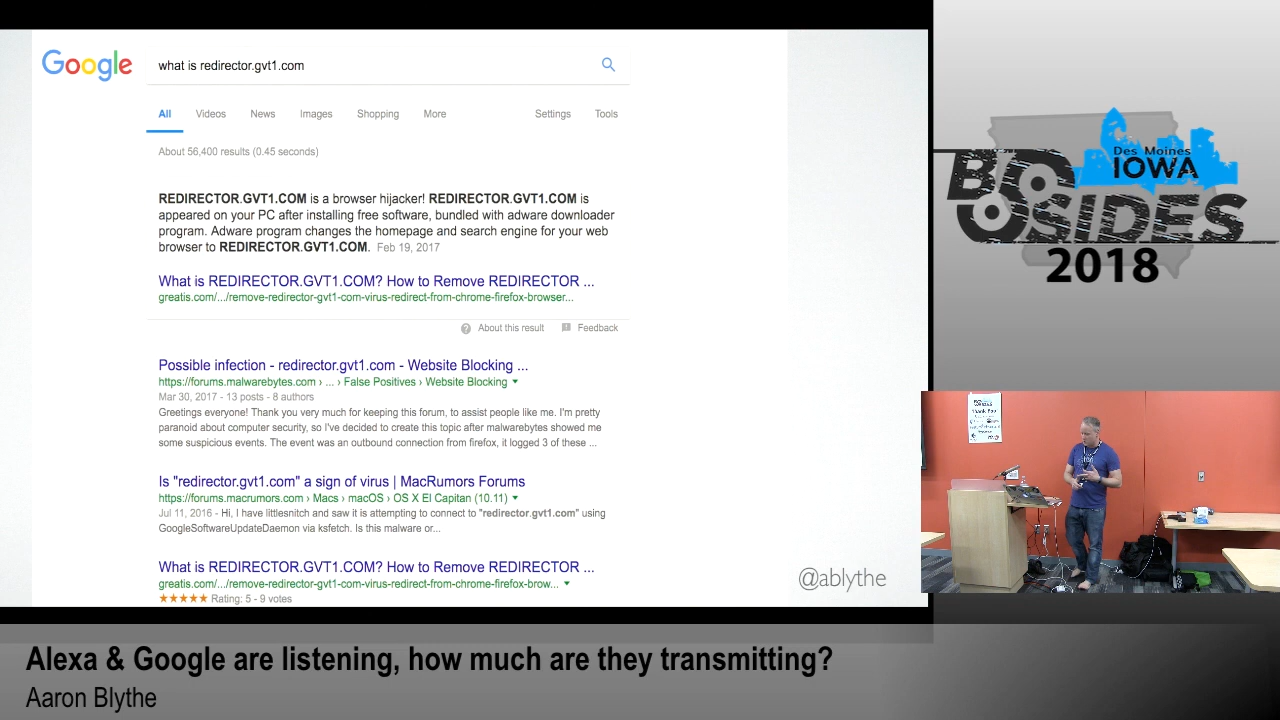 Google
what is redirector.gvt1.com
All Videos News Images Shopping More Settings Tools
About 56,400 results (0.45 seconds)
REDIRECTOR.GVT1.COM is a browser hijacker! REDIRECTOR.GVT1.COM is
appeared on your PC after installing free software, bundled with adware downloader
program. Adware program changes the homepage and search engine for your web
browser to REDIRECTOR.GVT1.COM. Feb 19, 2017
What is REDIRECTOR.GVT1.COM? How to Remove REDIRECTOR ...
greatis.com/.../remove-redirector-gvt1-com-virus-redirect-from-chrome-firefox-browser...
About this result Feedback
Possible infection - redirector.gvt1.com - Website Blocking ...
https://forums.malwarebytes.com › ... › False Positives › Website Blocking
Mar 30, 2017 - 13 posts - 8 authors
Greetings everyone! Thank you very much for keeping this forum, to assist people like me. I'm pretty
paranoid about computer security, so I've decided to create this topic after malwarebytes showed me
some suspicious events. The event was an outbound connection from firefox, it logged 3 of these ...
Is "redirector.gvt1.com" a sign of virus | MacRumors Forums
https://forums.macrumors.com › Macs › macOS › OS X El Capitan (10.11)
Jul 11, 2016 - Hi, I have littlesnitch and saw it is attempting to connect to "redirector.gvt1.com" using
GoogleSoftwareUpdateDaemon via ksfetch. Is this malware or...
What is REDIRECTOR.GVT1.COM? How to Remove REDIRECTOR ...
greatis.com/.../remove-redirector-gvt1-com-virus-redirect-from-chrome-firefox-brow...
★★★★★ Rating: 5 - 9 votes
@ablythe
Des Moines
IOWA
BSIDES
2018
Thank You!
Alexa & Google are listening, how much are they transmitting?
Aaron Blythe